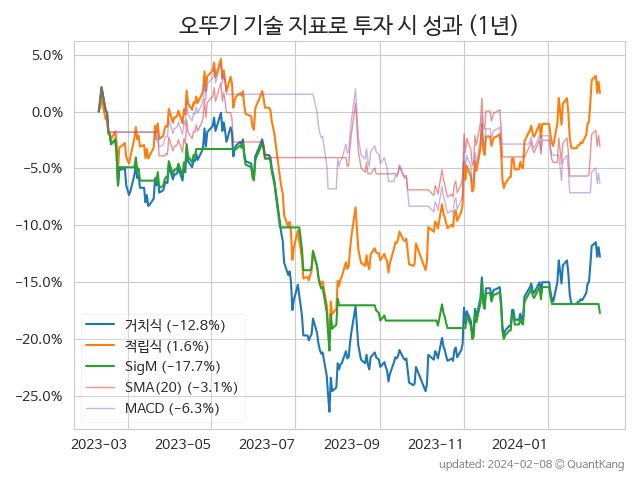 오뚜기 기술 지표로 투자 시 성과 (1년)
5.0%
0.0%
−5.0%
−10.0%
−15.0%
−20.0%
−25.0%
거치식 (−12.8%)
적립식 (1.6%)
SigM (−17.7%)
SMA(20) (−3.1%)
MACD (−6.3%)
2023-03 2023-05 2023-07 2023-09 2023-11 2024-01
updated: 2024-02-08 © QuantKang